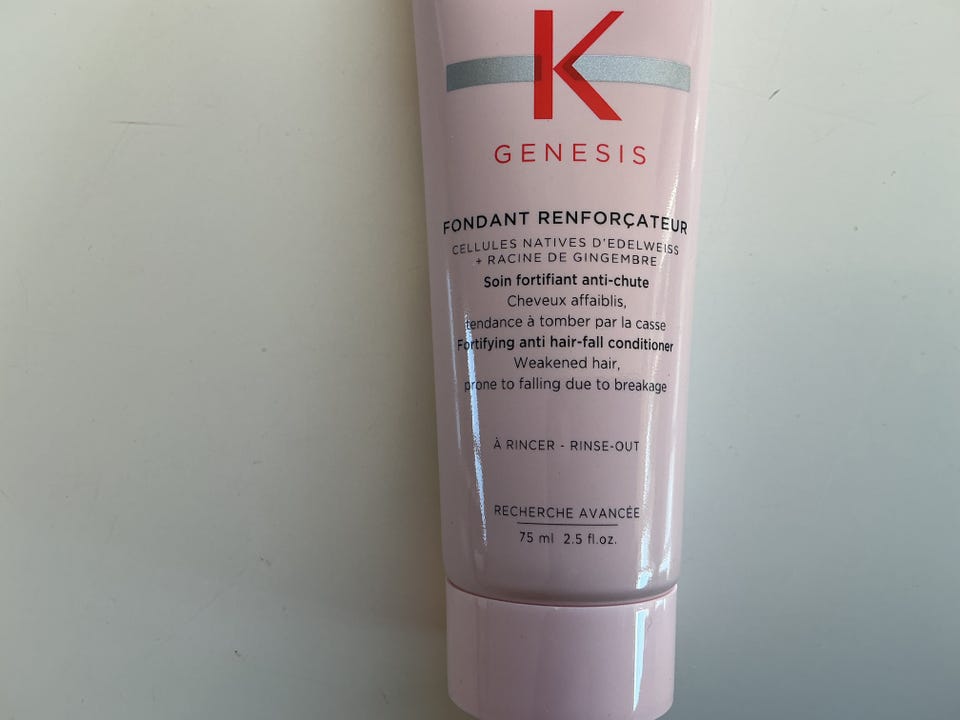 K
GENESIS
FONDANT RENFORÇATEUR
CELLULES NATIVES D'EDELWEISS
+ RACINE DE GINGEMBRE
Soin fortifiant anti-chute
Cheveux affaiblis,
tendance à tomber par la casse
Fortifying anti hair-fall conditioner
Weakened hair,
prone to falling due to breakage
À RINCER - RINSE-OUT
RECHERCHE AVANCÉE
75 ml 2.5 fl.oz.